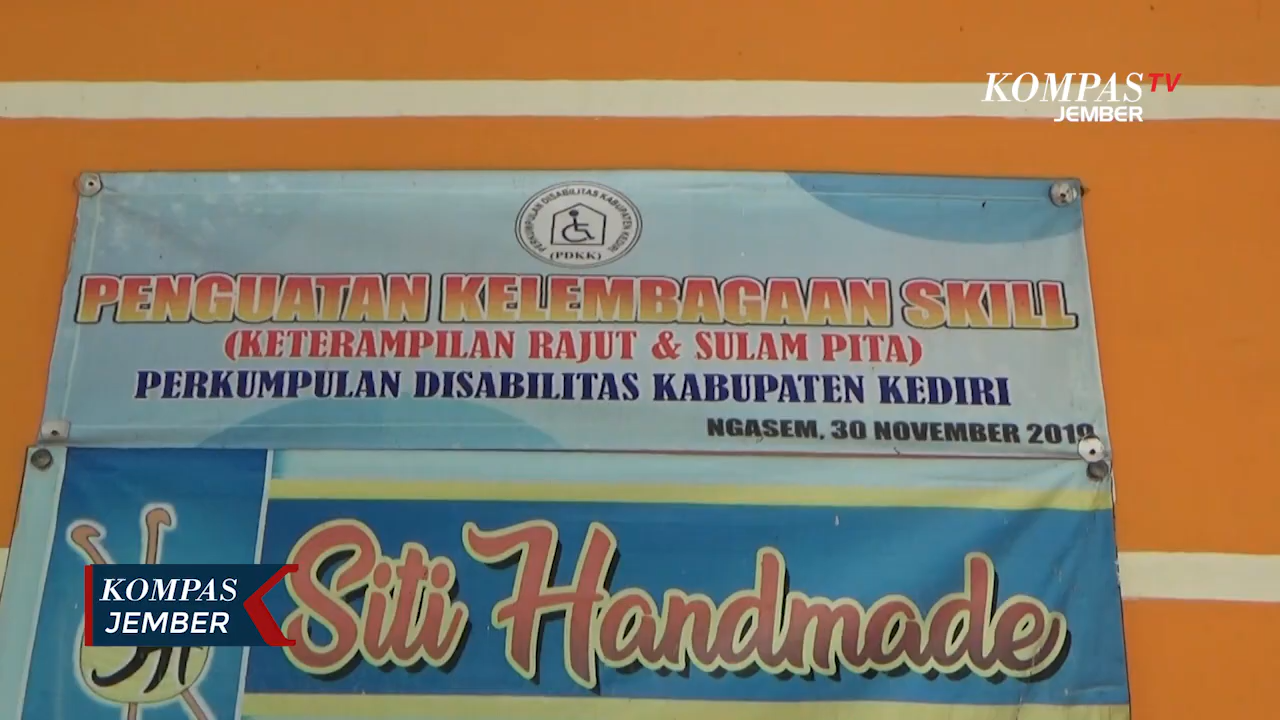 KOMPAS TV
JEMBER
PERKUMPULAN DISABILITAS KABUPATEN KEDIRI
(PDKK)
PENGUATAN KELEMBAGAAN SKILL
(KETERAMPILAN RAJUT & SULAM PITA)
PERKUMPULAN DISABILITAS KABUPATEN KEDIRI
NGASEM, 30 NOVEMBER 2019
Siti Handmade
KOMPAS
JEMBER